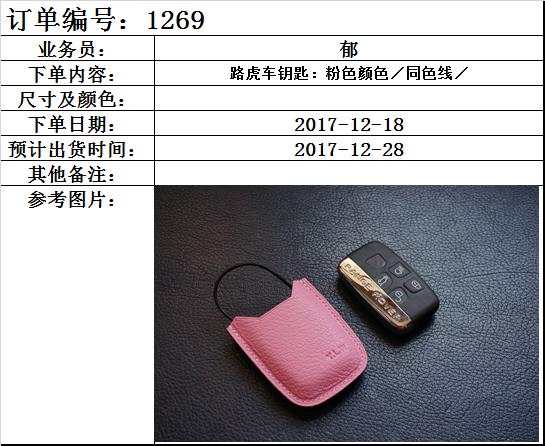 订单编号：1269
业务员：	郁
下单内容：	路虎车钥匙：粉色颜色／同色线／
尺寸及颜色：
下单日期：	2017-12-18
预计出货时间：	2017-12-28
其他备注：
参考图片：
RANGE ROVER